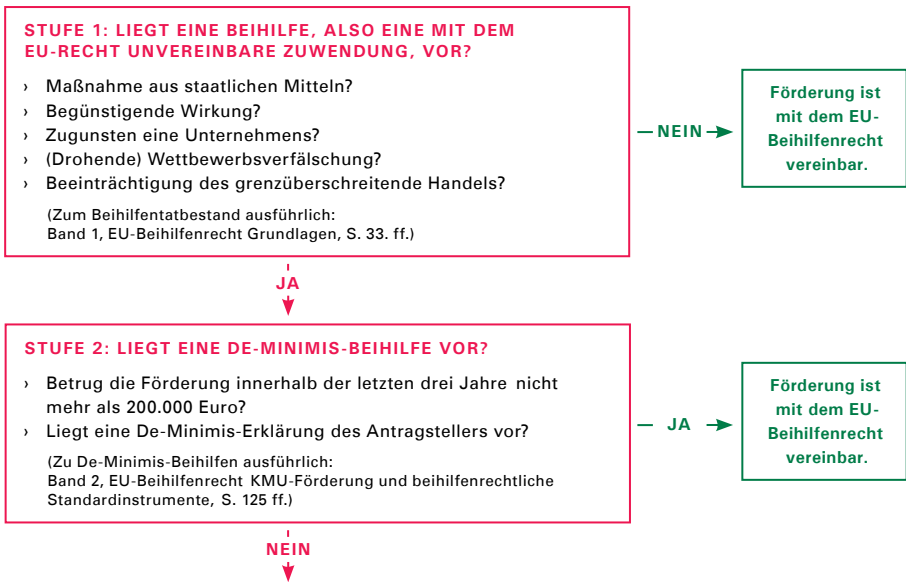 STUFE 1: LIEGT EINE BEIHILFE, ALSO EINE MIT DEM
EU-RECHT UNVEREINBARE ZUWENDUNG, VOR?
› Maßnahme aus staatlichen Mitteln?
› Begünstigende Wirkung?
› Zugunsten eine Unternehmens?
› (Drohende) Wettbewerbsverfälschung?
› Beeinträchtigung des grenzüberschreitende Handels?
(Zum Beihilfentatbestand ausführlich:
Band 1, EU-Beihilfenrecht Grundlagen, S. 33. ff.)
NEIN
Förderung ist
mit dem EU-
Beihilfenrecht
vereinbar.
JA
STUFE 2: LIEGT EINE DE-MINIMIS-BEIHILFE VOR?
› Betrug die Förderung innerhalb der letzten drei Jahre nicht
mehr als 200.000 Euro?
› Liegt eine De-Minimis-Erklärung des Antragstellers vor?
(Zu De-Minimis-Beihilfen ausführlich:
Band 2, EU-Beihilfenrecht KMU-Förderung und beihilfenrechtliche
Standardinstrumente, S. 125 ff.)
JA
Förderung ist
mit dem EU-
Beihilfenrecht
vereinbar.
NEIN